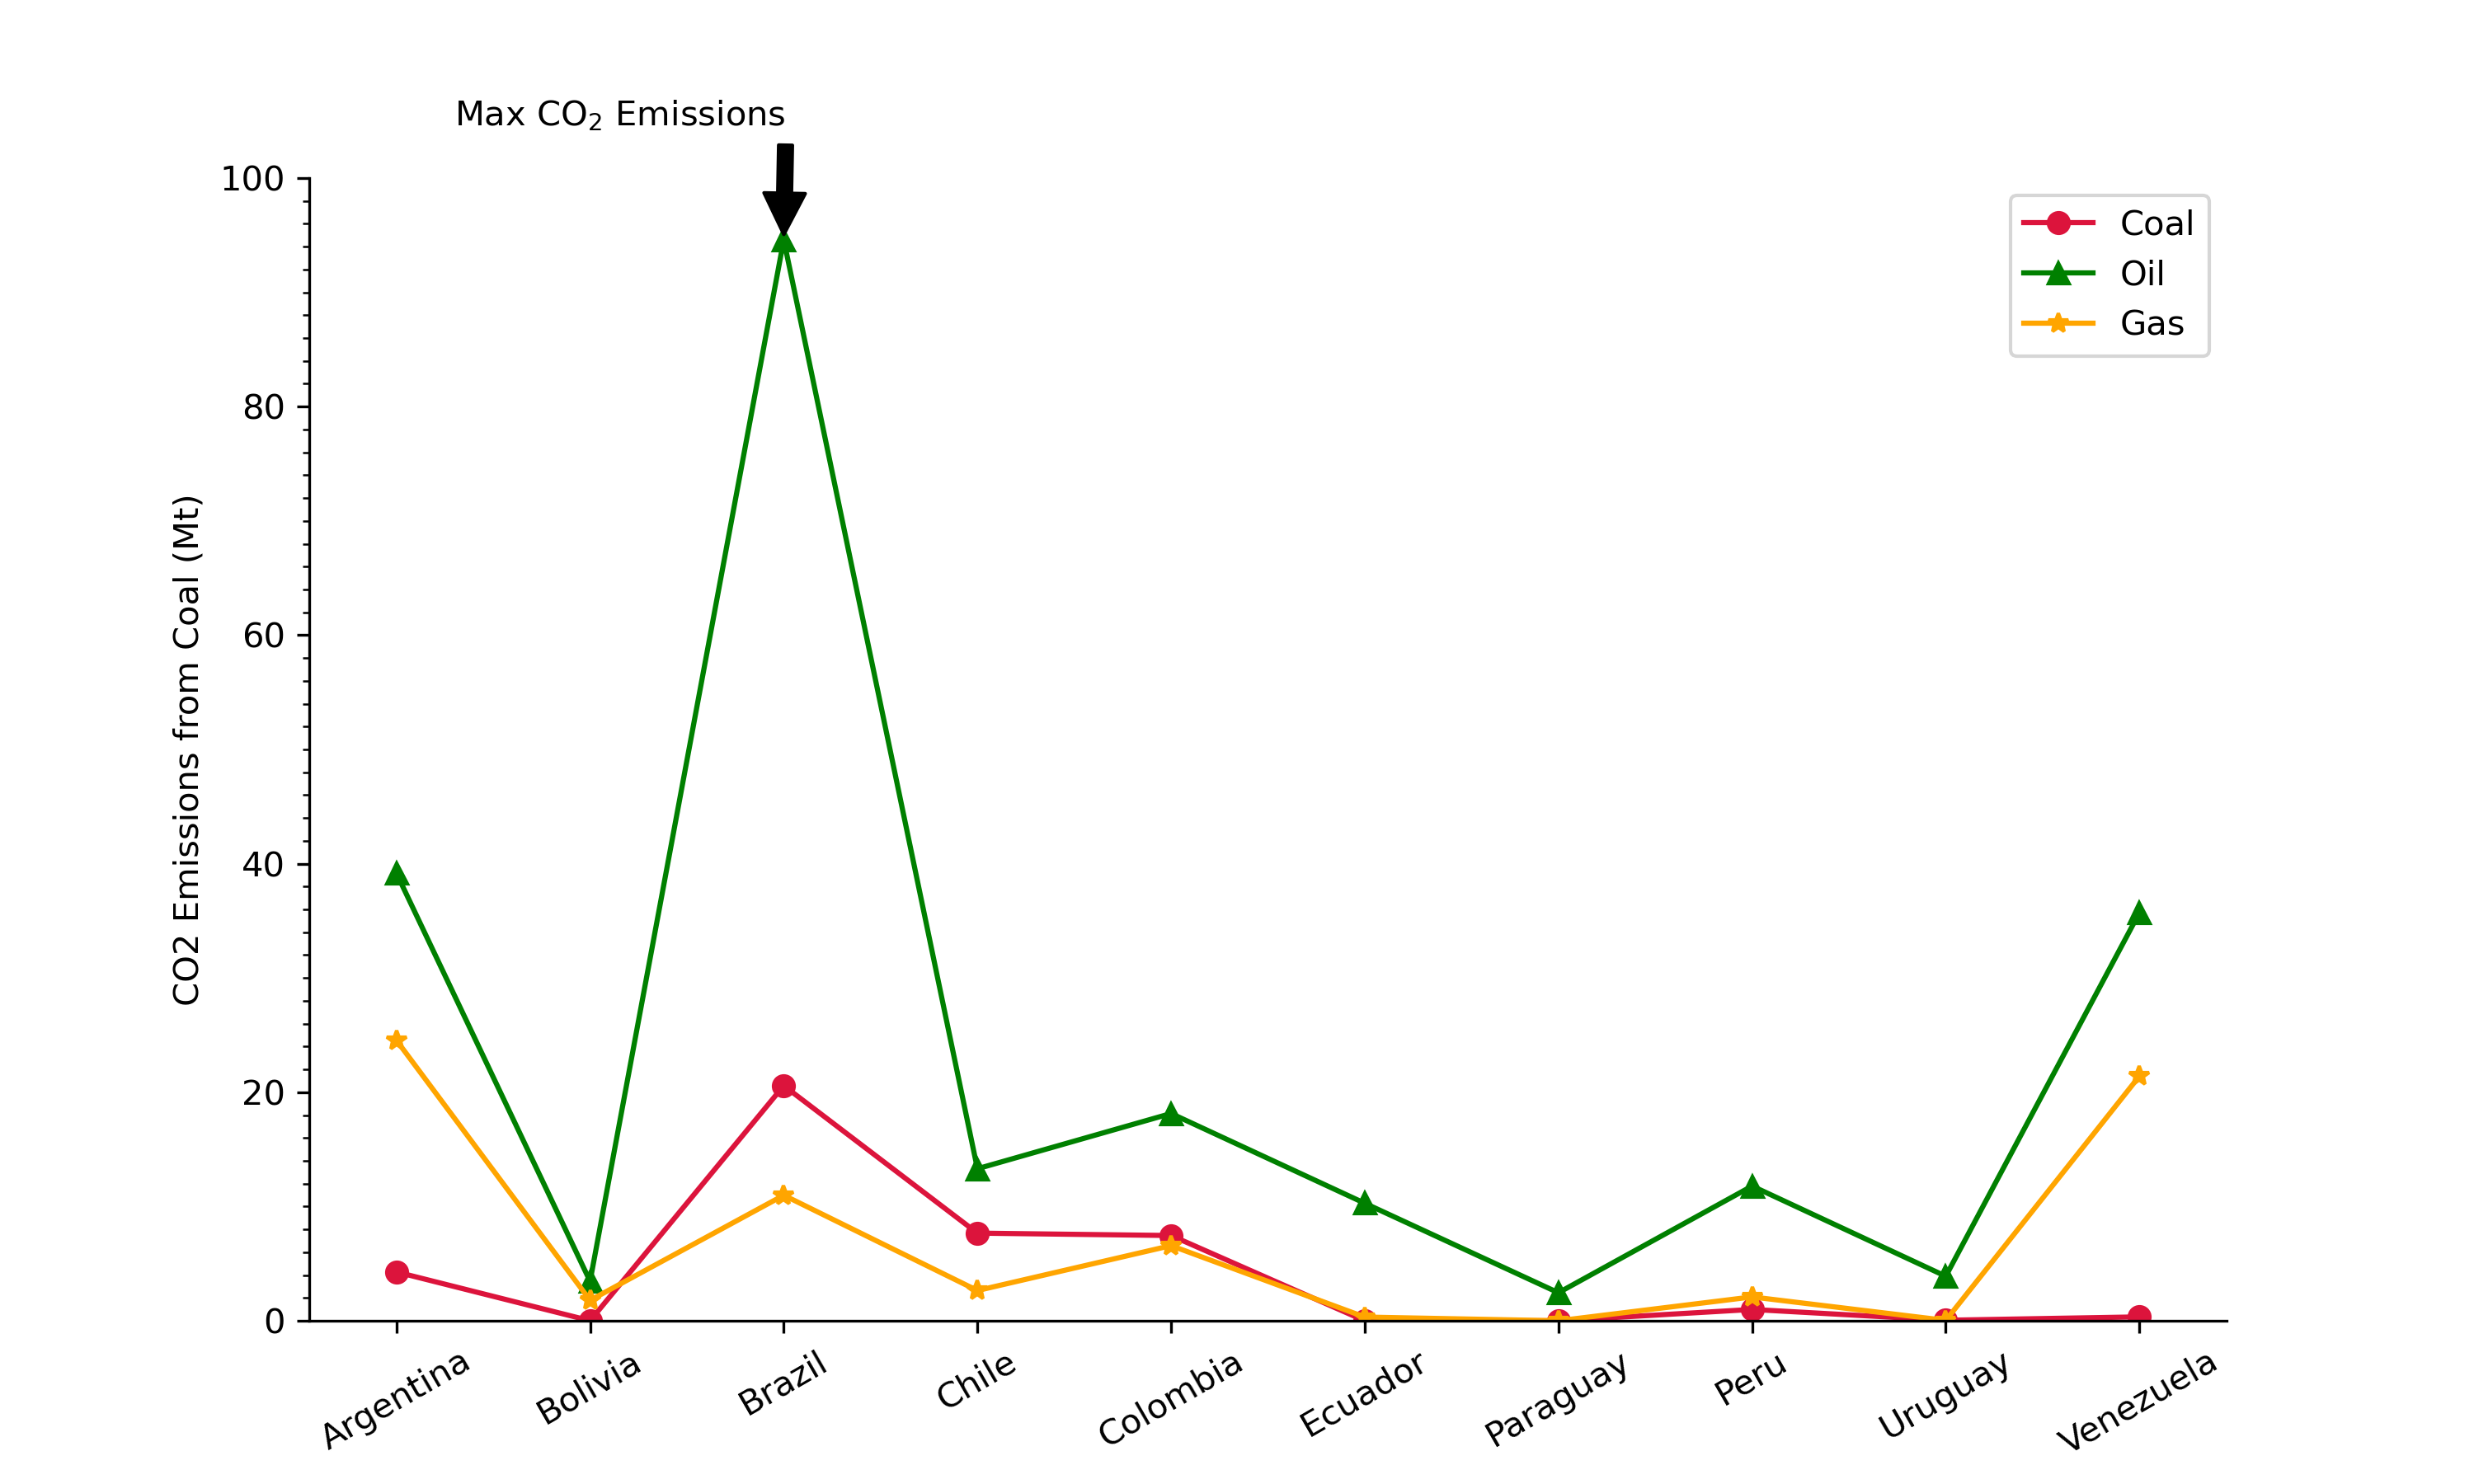 Max CO₂ Emissions
100
80
60
40
20
0
CO2 Emissions from Coal (Mt)
Coal
Oil
Gas
Argentina
Bolivia
Brazil
Chile
Colombia
Ecuador
Paraguay
Peru
Uruguay
Venezuela